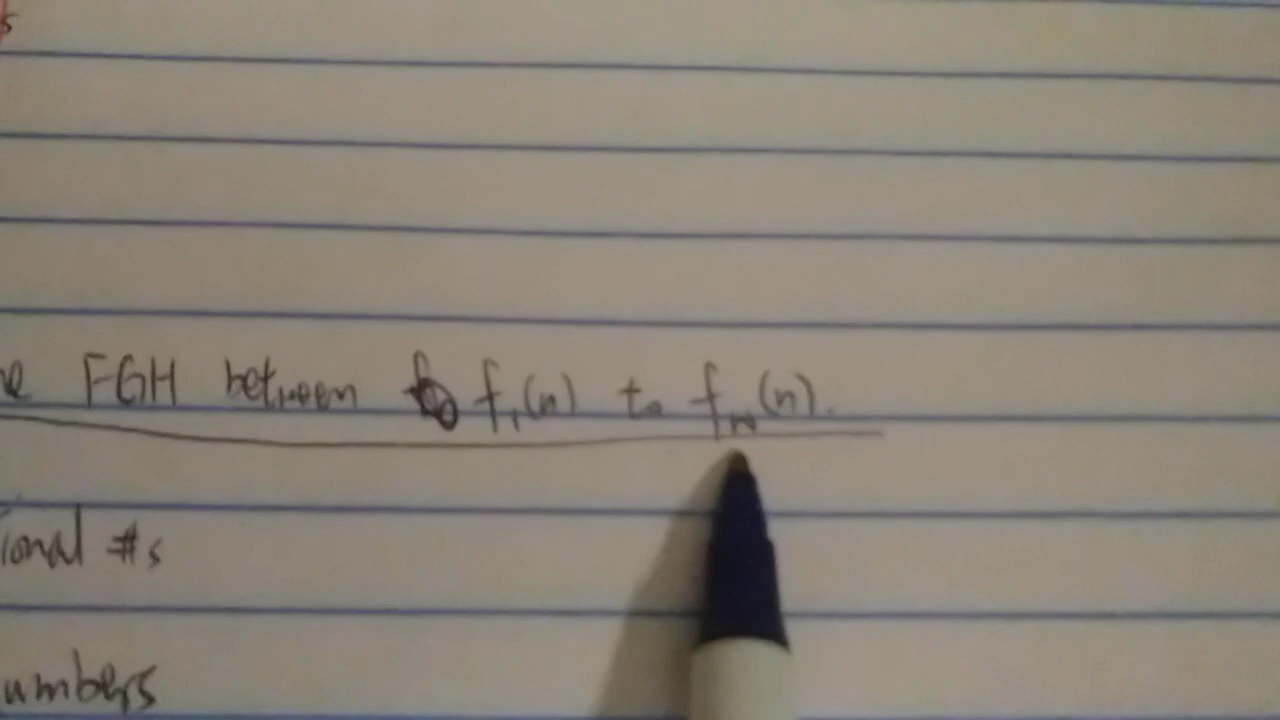 s
e FGH between f₁(n) to fω(n).
ional #s
umbers